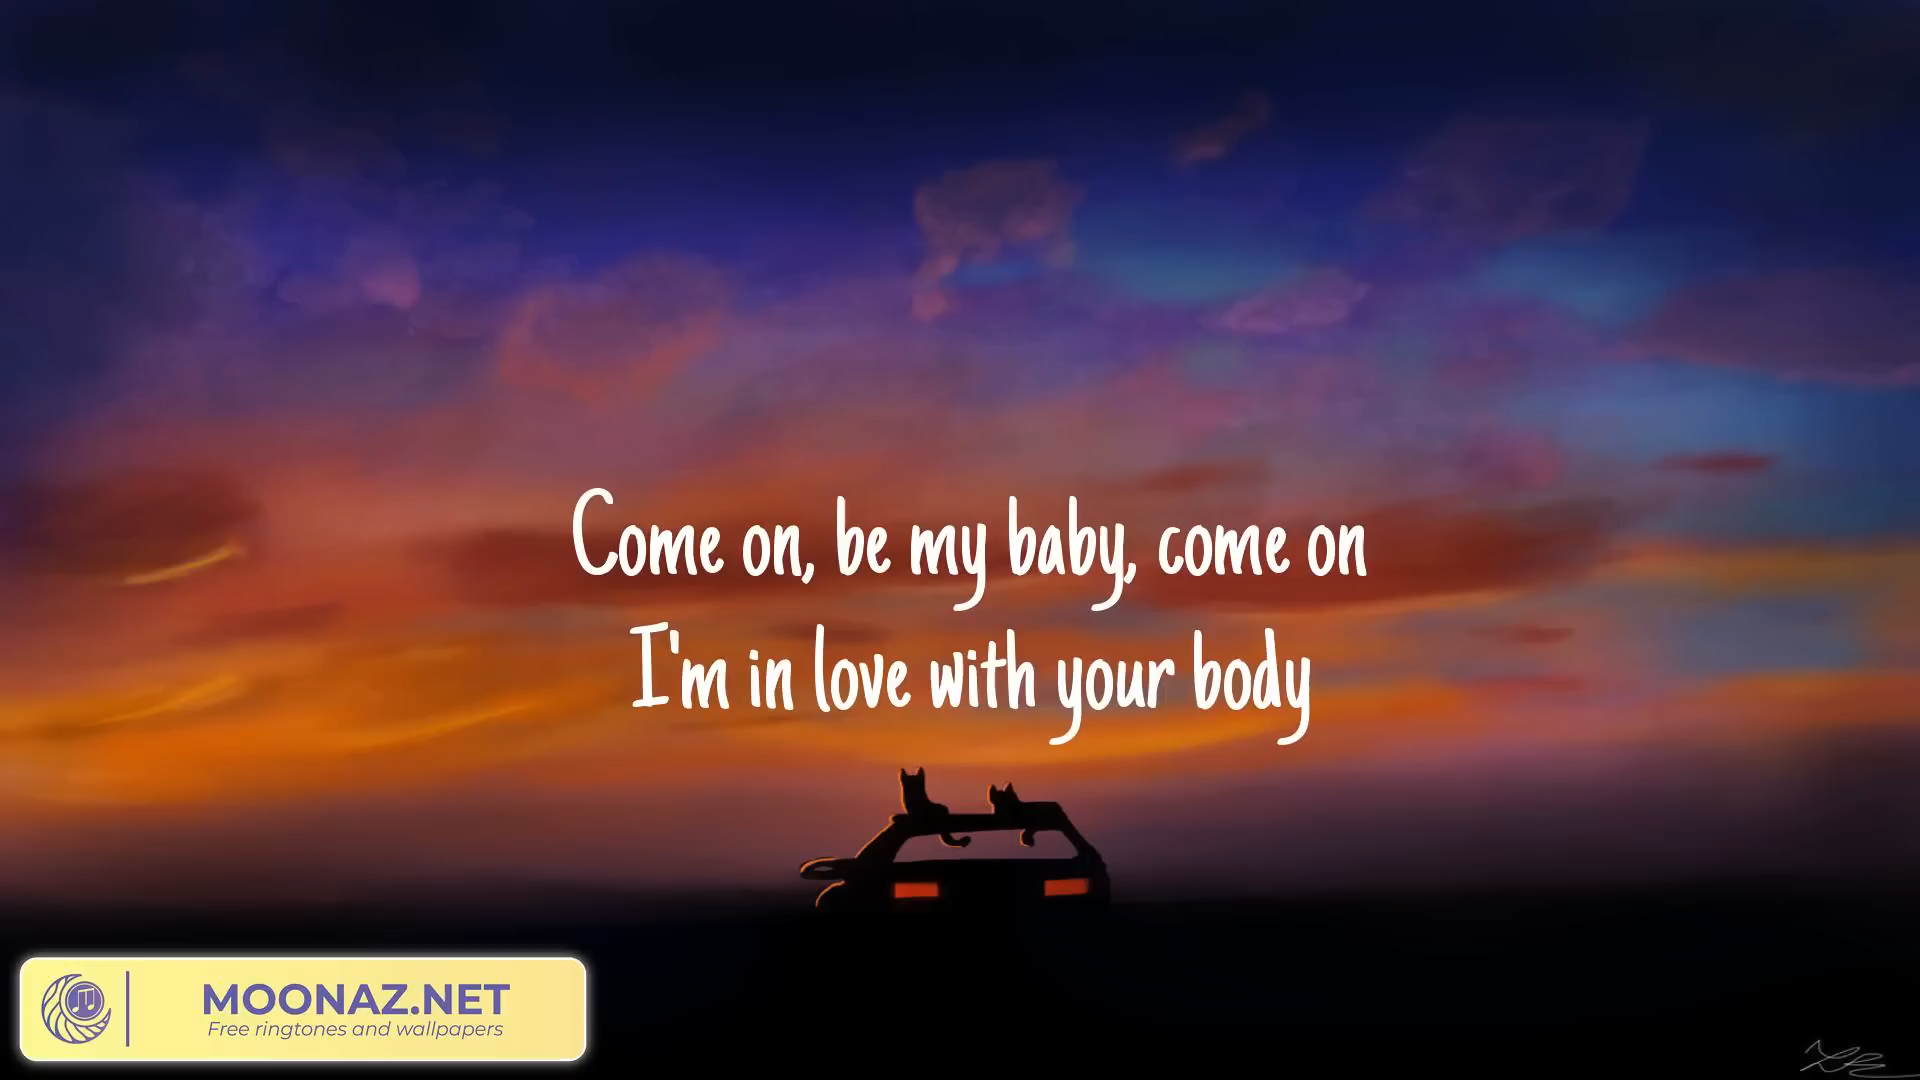 Come on, be my baby, come on
I'm in love with your body
MOONAZ.NET
Free ringtones and wallpapers